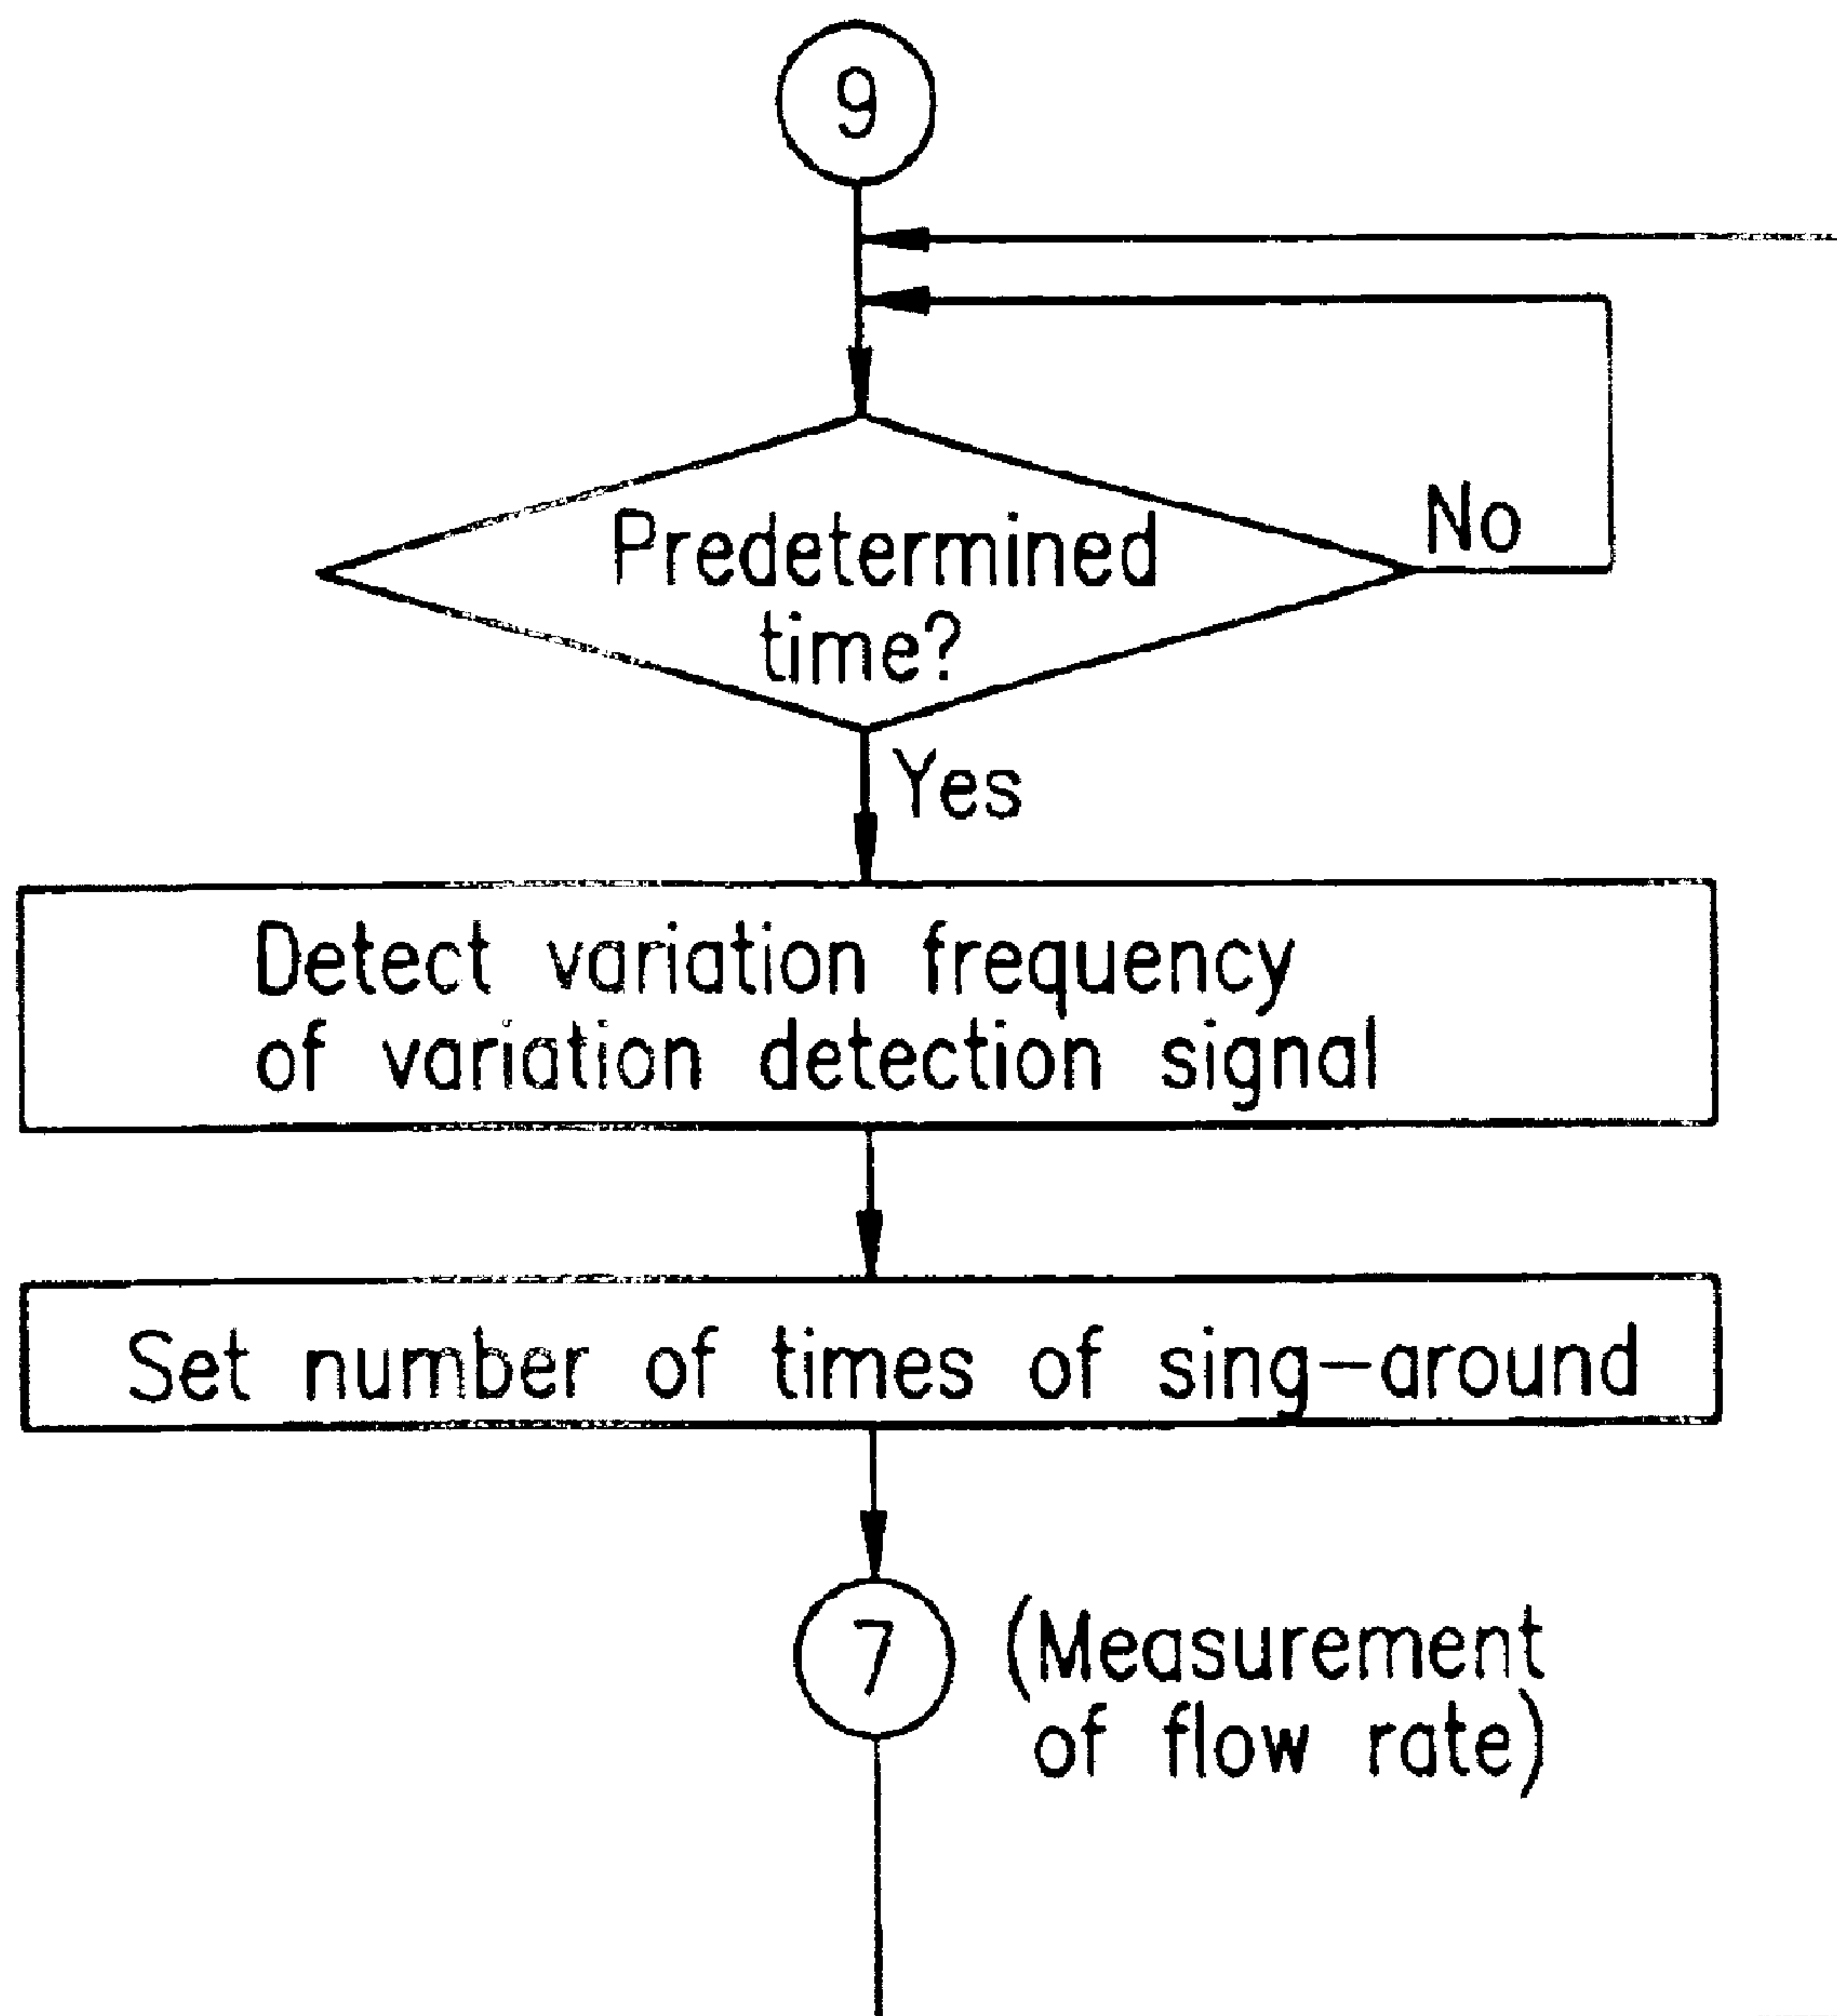 9
Predetermined
time?
No
Yes
Detect variation frequency
of variation detection signal
Set number of times of sing-around
7
(Measurement
of flow rate)